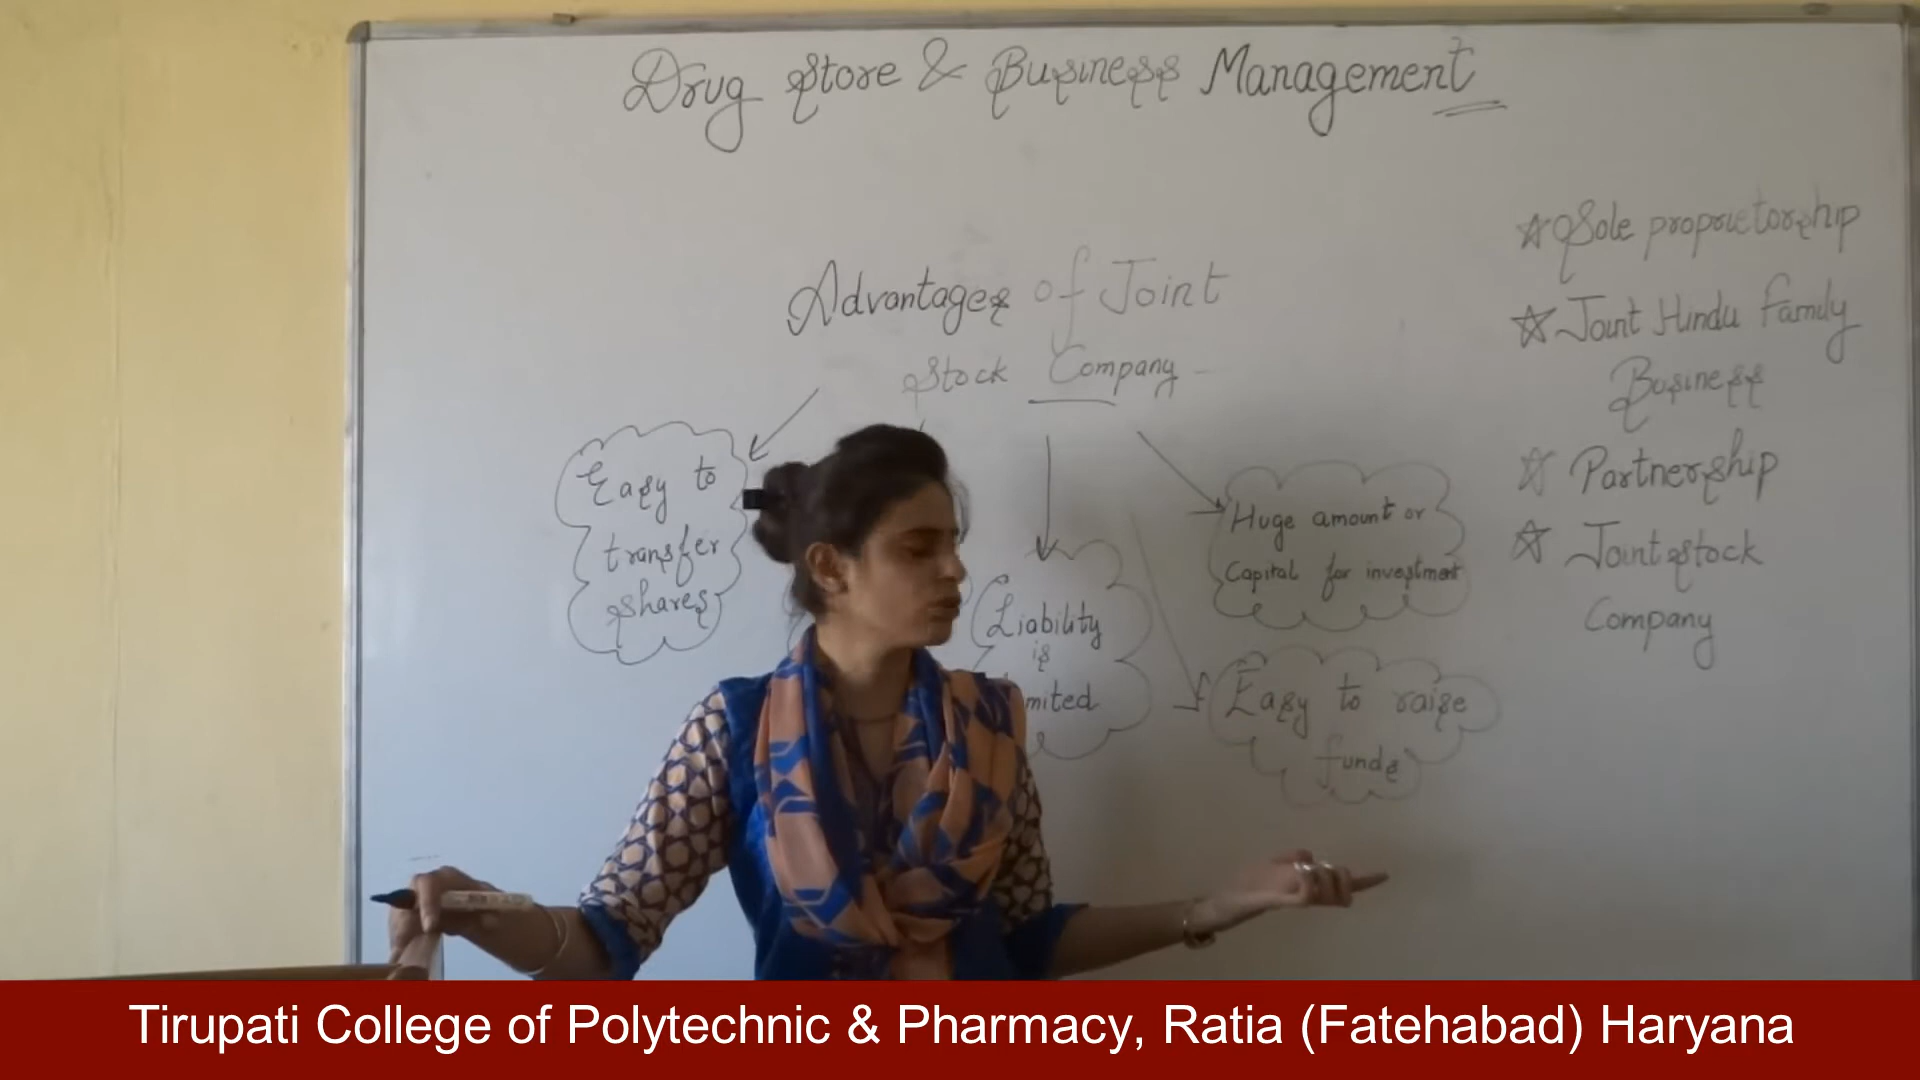 Drug Store & Business Management
Advantages of Joint
Stock Company
Easy to
transfer
shares
Liability
is
mited
Huge amount or
Capital for investment
Easy to raise
funds
☆ Sole proprietorship
☆ Joint Hindu Family
Business
☆ Partnership
☆ Joint stock
Company
Tirupati College of Polytechnic & Pharmacy, Ratia (Fatehabad) Haryana